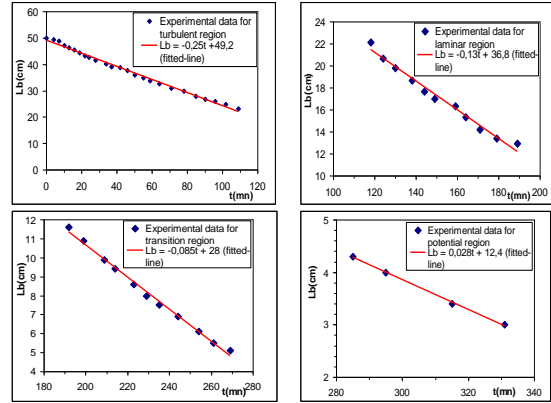 60
50
40
30
20
10
0
Lb(cm)
Experimental data for
turbulent region
Lb = -0,25t +49,2
(fitted-line)
0 20 40 60 80 100 120
t(mn)
24
22
20
18
16
14
12
10
Lb(cm)
Experimental data for
laminar region
Lb = -0,13t + 36,8
(fitted-line)
100 120 140 160 180 200
t(mn)
12
11
10
9
8
7
6
5
4
Lb(cm)
Experimental data for
transition region
Lb = -0,085t + 28 (fitted-
line)
180 200 220 240 260 280
t(mn)
5
4
3
2
Lb(cm)
Experimental data for
potential region
Lb = 0,028t + 12,4 (fitted-
line)
280 300 320 340
t(mn)